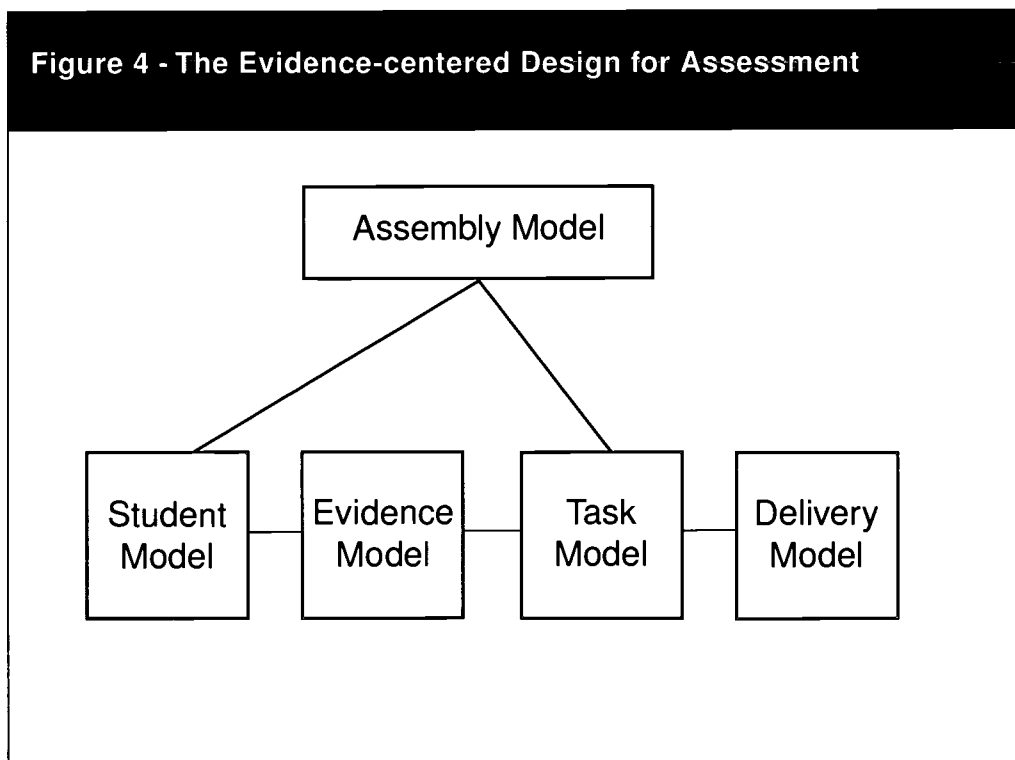 Figure 4 - The Evidence-centered Design for Assessment
Assembly Model
Student
Model
Evidence
Model
Task
Model
Delivery
Model